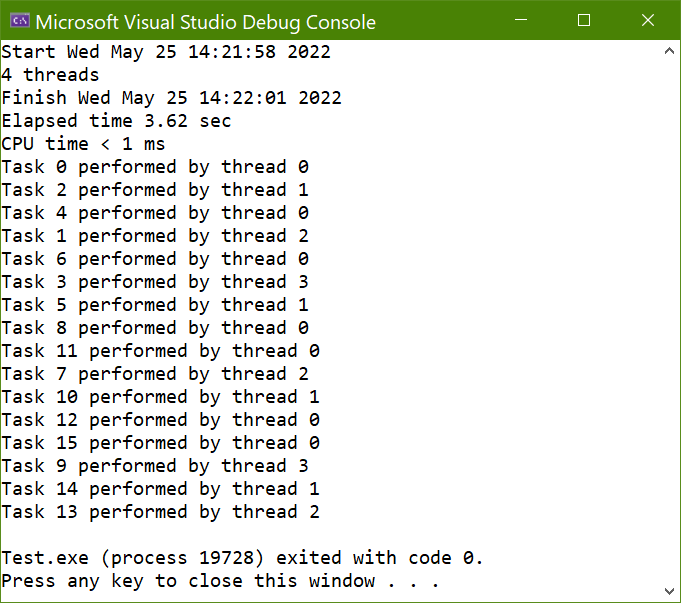 Microsoft Visual Studio Debug Console
Start Wed May 25 14:21:58 2022
4 threads
Finish Wed May 25 14:22:01 2022
Elapsed time 3.62 sec
CPU time < 1 ms
Task 0 performed by thread 0
Task 2 performed by thread 1
Task 4 performed by thread 0
Task 1 performed by thread 2
Task 6 performed by thread 0
Task 3 performed by thread 3
Task 5 performed by thread 1
Task 8 performed by thread 0
Task 11 performed by thread 0
Task 7 performed by thread 2
Task 10 performed by thread 1
Task 12 performed by thread 0
Task 15 performed by thread 0
Task 9 performed by thread 3
Task 14 performed by thread 1
Task 13 performed by thread 2
Test.exe (process 19728) exited with code 0.
Press any key to close this window . . .